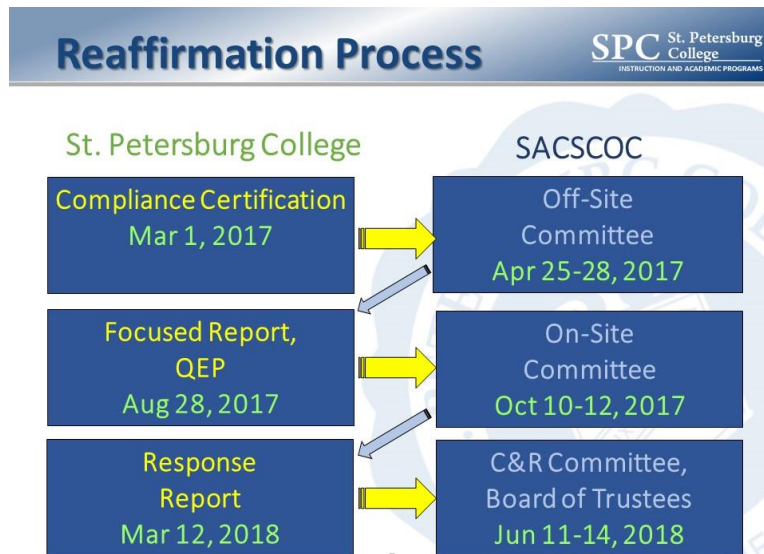 Reaffirmation Process
SPC St. Petersburg
College
INSTRUCTION AND ACADEMIC PROGRAMS
St. Petersburg College
SACSCOC
Compliance Certification
Mar 1, 2017
Off-Site
Committee
Apr 25-28, 2017
Focused Report,
QEP
Aug 28, 2017
On-Site
Committee
Oct 10-12, 2017
Response
Report
Mar 12, 2018
C&R Committee,
Board of Trustees
Jun 11-14, 2018